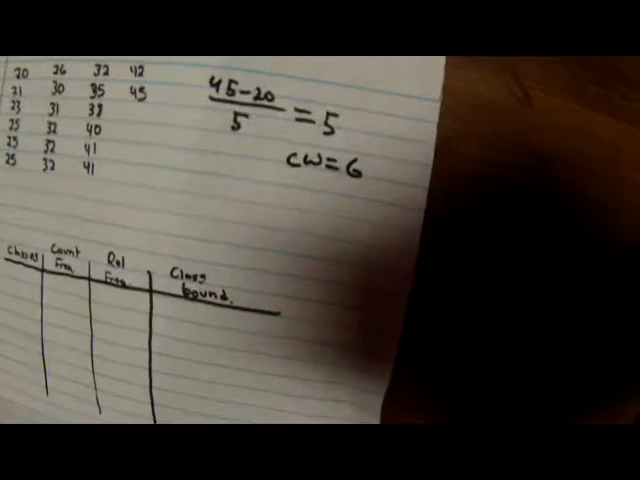 20 26 32 42
21 30 35 45
23 31 38
25 32 40
25 32 41
25 32 41
45-20
5
=5
CW=6
Classes Count Freq. Rel Freq. Class bound.